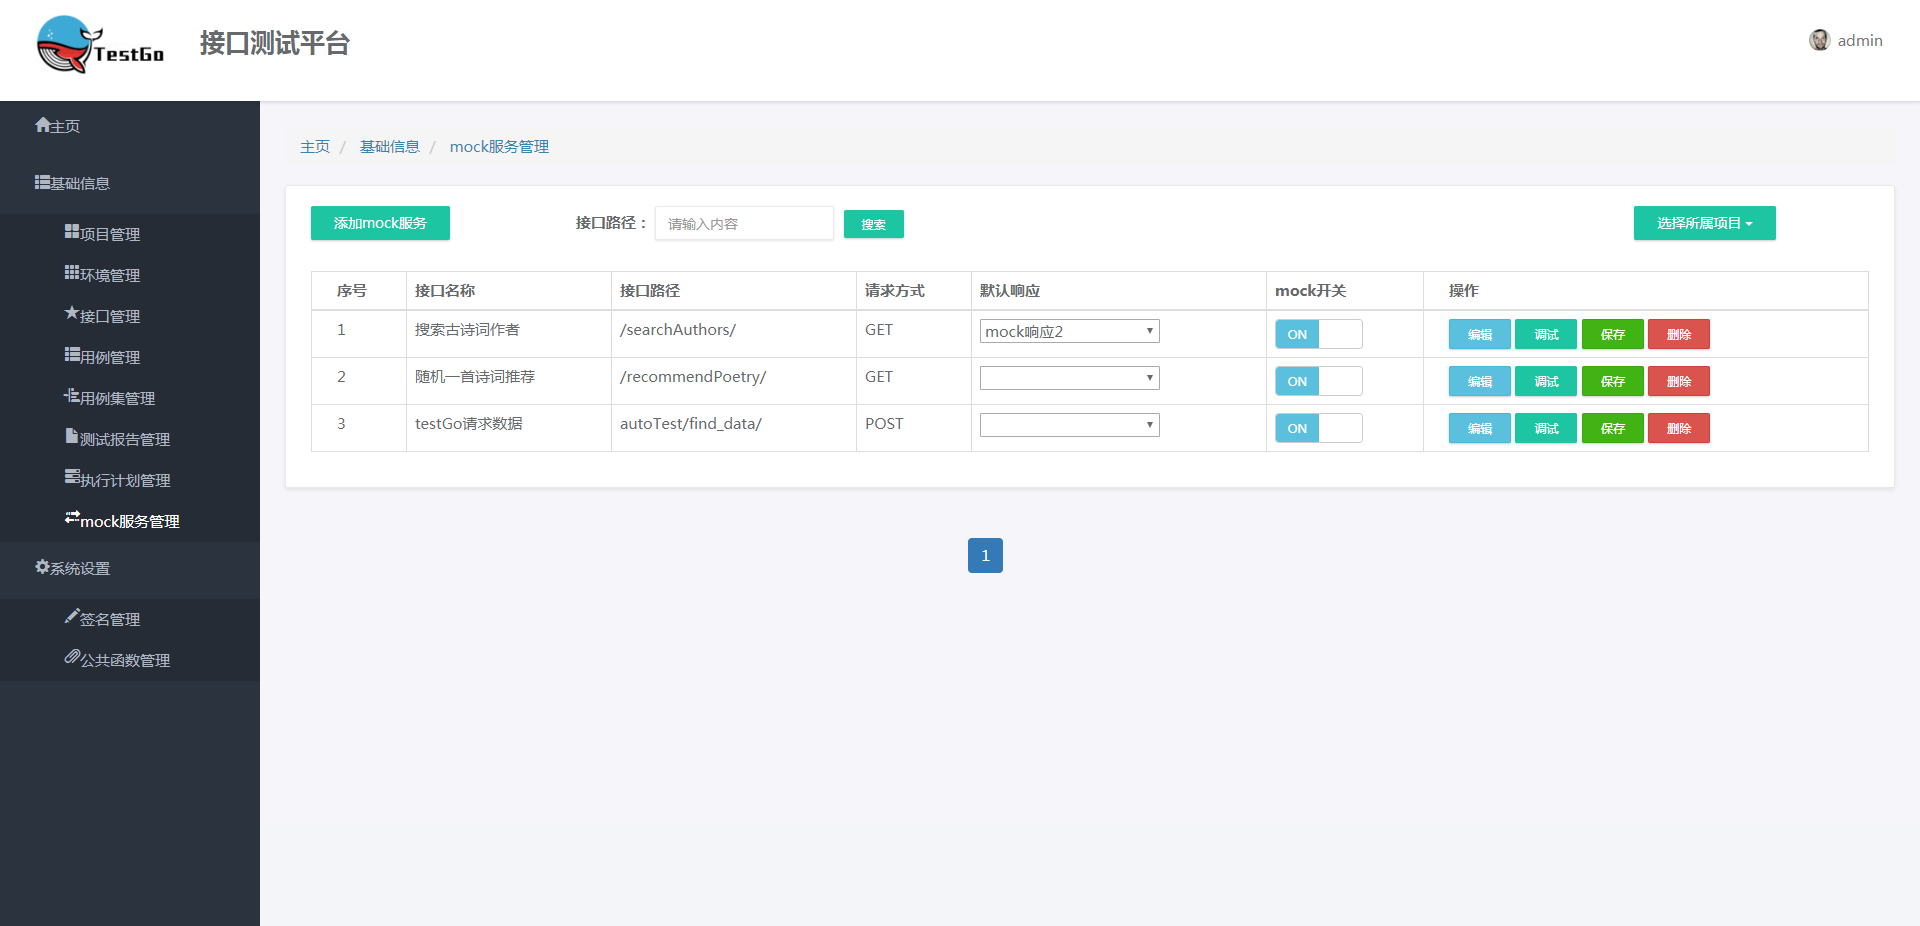 TestGo 接口测试平台 admin
主页
基础信息
项目管理
环境管理
接口管理
用例管理
用例集管理
测试报告管理
执行计划管理
mock服务管理
系统设置
签名管理
公共函数管理
主页 / 基础信息 / mock服务管理
添加mock服务 接口路径： 请输入内容 搜索 选择所属项目
序号 接口名称 接口路径 请求方式 默认响应 mock开关 操作
1 搜索古诗词作者 /searchAuthors/ GET mock响应2 ON 编辑 调试 保存 删除
2 随机一首诗词推荐 /recommendPoetry/ GET ON 编辑 调试 保存 删除
3 testGo请求数据 autoTest/find_data/ POST ON 编辑 调试 保存 删除
1